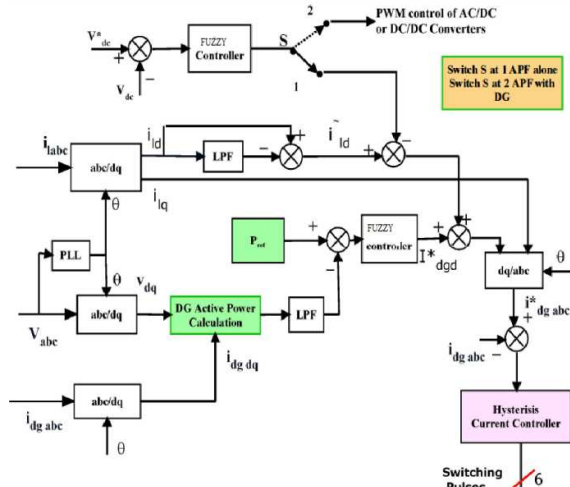 2
PWM control of AC/DC
or DC/DC Converters
V*dc
+
−
Vdc
FUZZY
Controller
S
1
Switch S at 1 APF alone
Switch S at 2 APF with
DG
ilabc
abc/dq
ild
LPF
−
+
i~ld
+
−
θ
ilq
PLL
θ
Vabc
abc/dq
vdq
Pref
+
−
FUZZY
controller
I*dgd
+
+
dq/abc
θ
DG Active Power
Calculation
LPF
idg dq
i*dg abc
+
idg abc
−
idg abc
abc/dq
θ
Hysterisis
Current Controller
Switching
Pulses
6